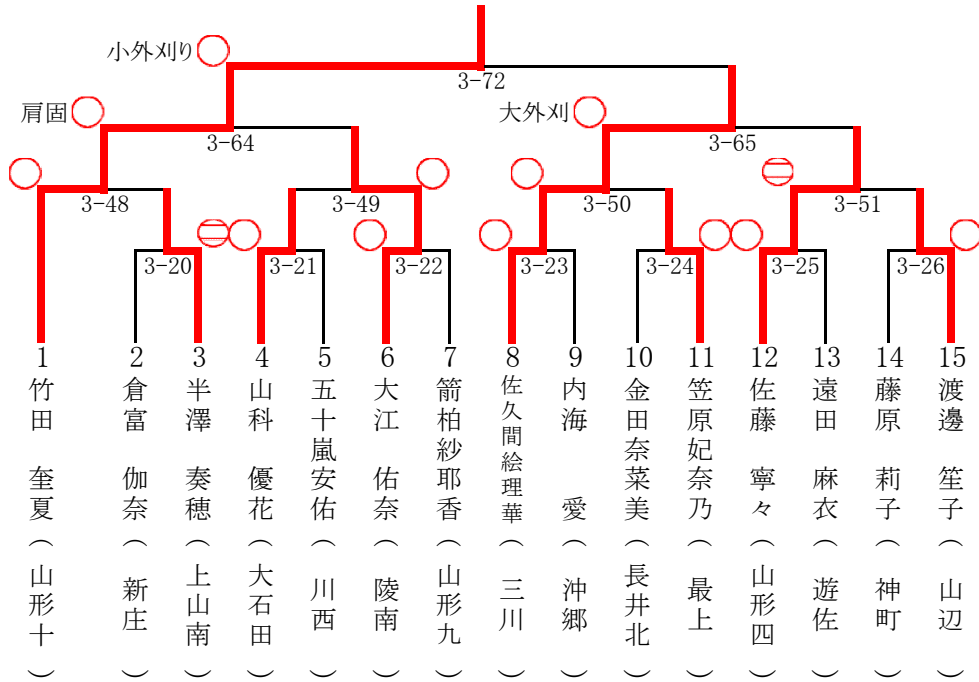 小外刈り
3-72
肩固
大外刈
3-64
3-65
3-48
3-49
3-50
3-51
3-20
3-21
3-22
3-23
3-24
3-25
3-26
1 竹田 奎夏(山形十)
2 倉富 伽奈(新庄)
3 半澤 奏穂(上山南)
4 山科 優花(大石田)
5 五十嵐安佑(川西)
6 大江 佑奈(陵南)
7 箭柏紗耶香(山形九)
8 佐久間絵理華(三川)
9 内海 愛(沖郷)
10 金田奈菜美(長井北)
11 笠原妃奈乃(最上)
12 佐藤 寧々(山形四)
13 遠田 麻衣(遊佐)
14 藤原 莉子(神町)
15 渡邊 笙子(山辺)